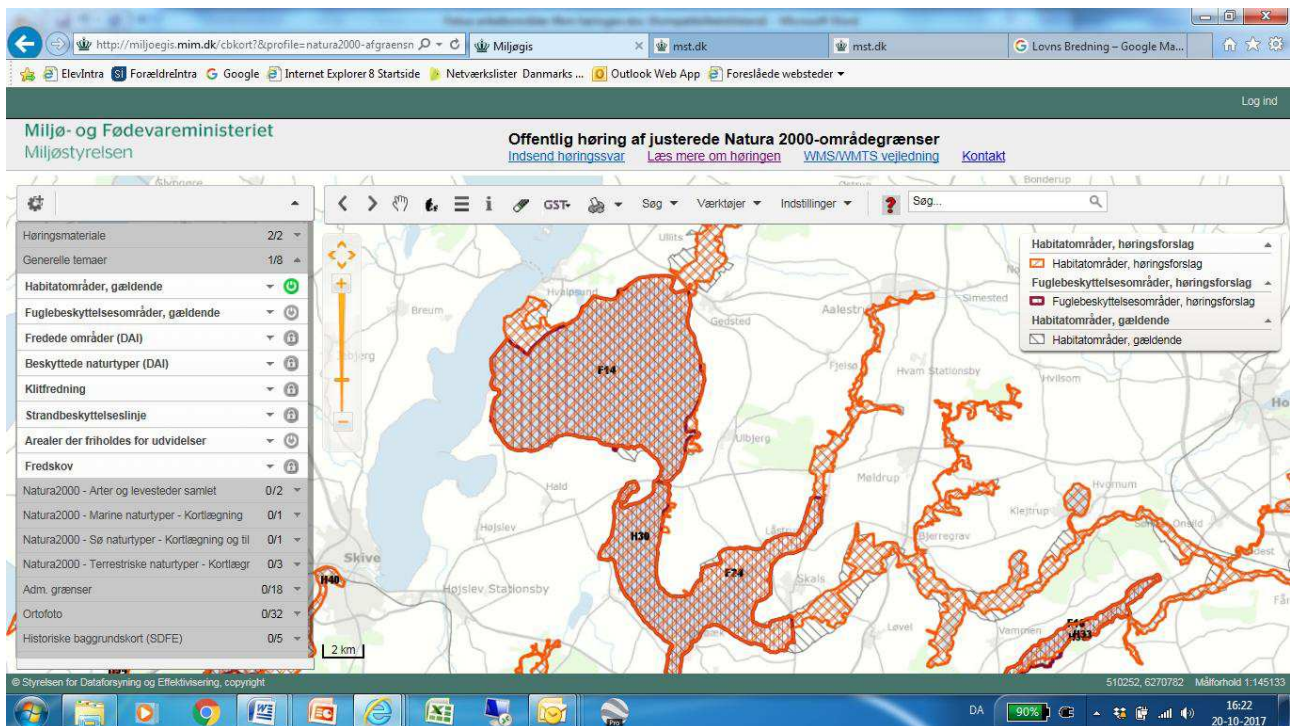 http://miljoegis.mim.dk/cbkort?&profile=natura2000-afgraensn
Miljøgis
mst.dk
mst.dk
Lovns Bredning – Google Ma...
ElevIntra ForældreIntra Google Internet Explorer 8 Startside Netværkslister Danmarks ... Outlook Web App Foreslåede websteder
Log ind
Miljø- og Fødevareministeriet
Miljøstyrelsen
Offentlig høring af justerede Natura 2000-områdegrænser
Indsend høringssvar Læs mere om høringen WMS/WMTS vejledning Kontakt
GST Søg Værktøjer Indstillinger ? Søg...
Høringsmateriale 2/2
Generelle temaer 1/8
Habitatområder, gældende
Fuglebeskyttelsesområder, gældende
Fredede områder (DAI)
Beskyttede naturtyper (DAI)
Klitfredning
Strandbeskyttelseslinje
Arealer der friholdes for udvidelser
Fredskov
Natura2000 - Arter og levesteder samlet 0/2
Natura2000 - Marine naturtyper - Kortlægning 0/1
Natura2000 - Sø naturtyper - Kortlægning og til 0/1
Natura2000 - Terrestriske naturtyper - Kortlægr 0/3
Adm. grænser 0/18
Ortofoto 0/32
Historiske baggrundskort (SDFE) 0/5
Habitatområder, høringsforslag
Habitatområder, høringsforslag
Fuglebeskyttelsesområder, høringsforslag
Fuglebeskyttelsesområder, høringsforslag
Habitatområder, gældende
Habitatområder, gældende
Bonderup
Ullits
Hvalpsund
Breum
Gedsted
Aalestr
Simested
F14
Fjelsø
Hvam Stationsby
Hvilsom
Ho
Ulbjerg
Hald
Møldrup
Hvornum
Klejtrup
Højslev
H30
Bjerregrav
Skive
H40
Højslev Stationsby
F24
Skals
Løvel
Vammen
H33
Får
2 km
© Styrelsen for Dataforsyning og Effektivisering, copyright
510252, 6270782 Målforhold 1:145133
DA 90% 16:22
20-10-2017